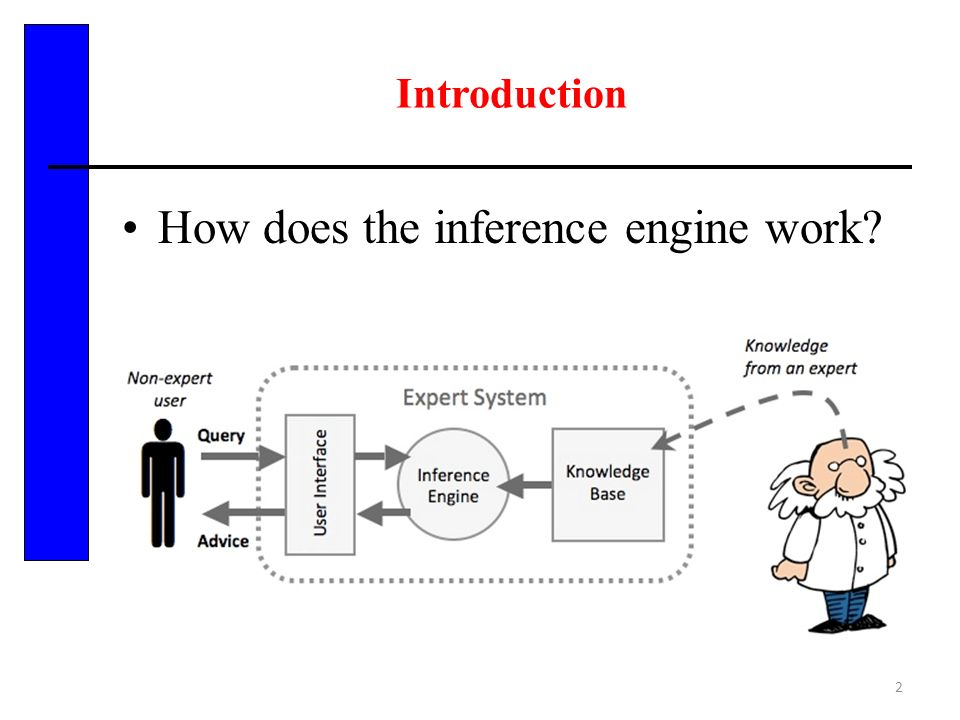 Introduction
• How does the inference engine work?
Knowledge
from an expert
Non-expert
user
Expert System
Query
User Interface
Inference
Engine
Knowledge
Base
Advice
2